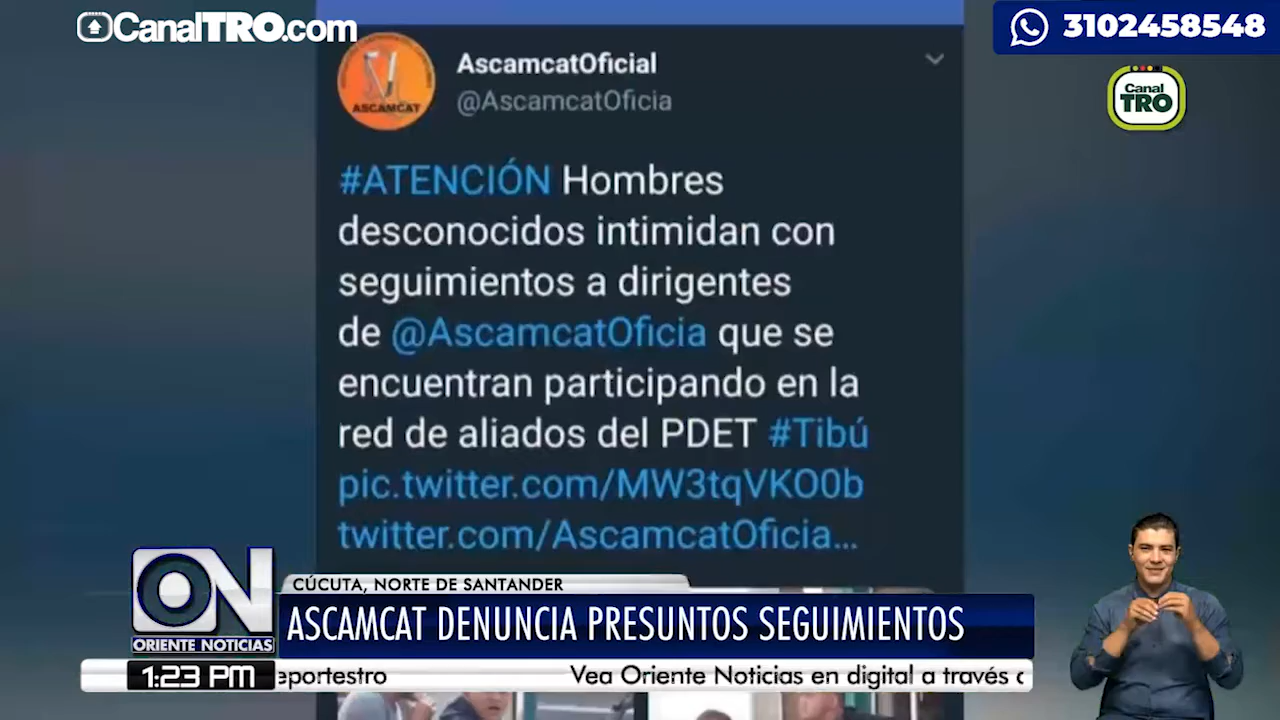 CanalTRO.com
3102458548
Canal
TRO
ASCAMCAT
AscamcatOficial
@AscamcatOficia
#ATENCIÓN Hombres
desconocidos intimidan con
seguimientos a dirigentes
de @AscamcatOficia que se
encuentran participando en la
red de aliados del PDET #Tibú
pic.twitter.com/MW3tqVKO0b
twitter.com/AscamcatOficia...
ON
ORIENTE NOTICIAS
CÚCUTA, NORTE DE SANTANDER
ASCAMCAT DENUNCIA PRESUNTOS SEGUIMIENTOS
1:23 PM eportestro Vea Oriente Noticias en digital a través